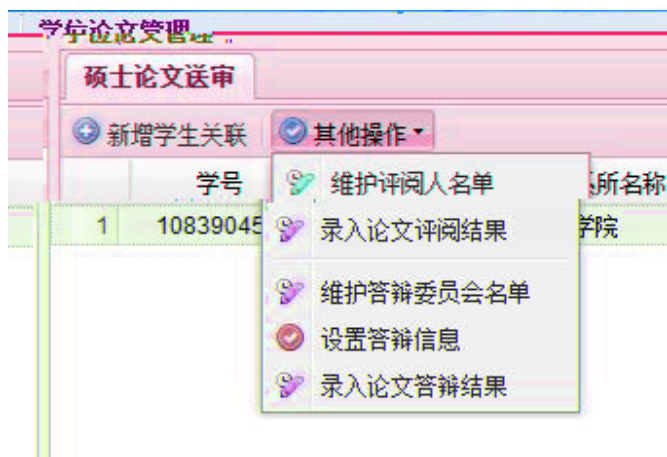 学位论文管理
硕士论文送审
新增学生关联 其他操作
学号 所名称
维护评阅人名单
1 10839045 学院
录入论文评阅结果
维护答辩委员会名单
设置答辩信息
录入论文答辩结果